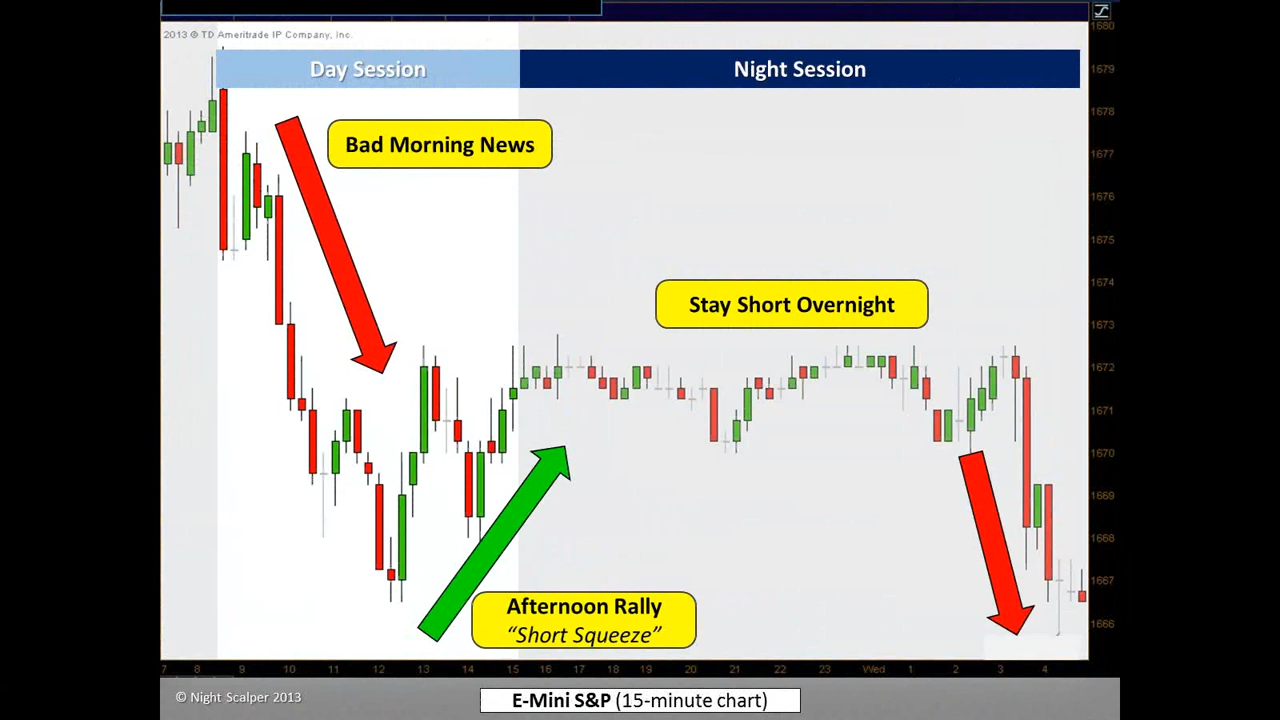 2013 © TD Ameritrade IP Company, Inc.
Day Session
Night Session
Bad Morning News
Stay Short Overnight
Afternoon Rally
“Short Squeeze”
1680
1679
1678
1677
1676
1675
1674
1673
1672
1671
1670
1669
1668
1667
1666
7 8 9 10 11 12 13 14 15 16 17 18 19 20 21 22 23 Wed 1 2 3 4
© Night Scalper 2013
E-Mini S&P (15-minute chart)